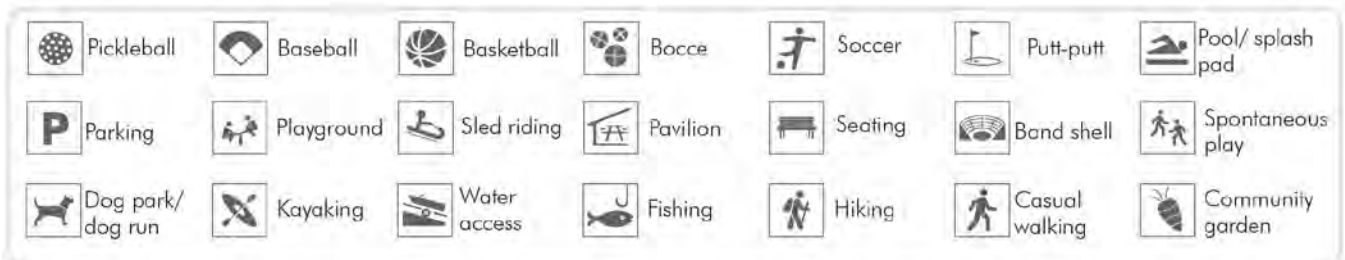 Pickleball
Baseball
Basketball
Bocce
Soccer
Putt-putt
Pool/ splash
pad
P
Parking
Playground
Sled riding
Pavilion
Seating
Band shell
Spontaneous
play
Dog park/
dog run
Kayaking
Water
access
Fishing
Hiking
Casual
walking
Community
garden